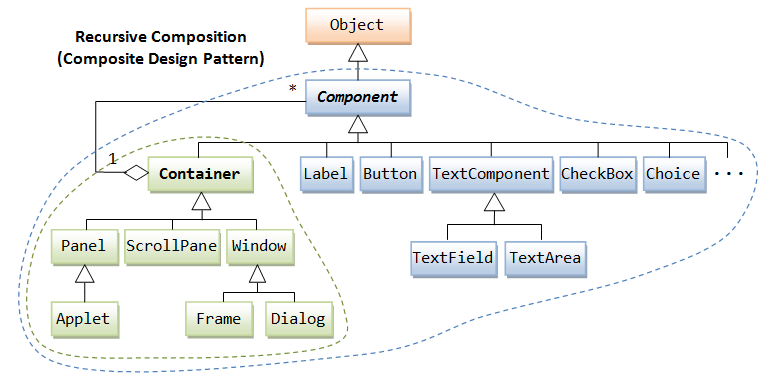 Object
Recursive Composition
(Composite Design Pattern)
*
Component
1
Container
Label
Button
TextComponent
CheckBox
Choice
...
Panel
ScrollPane
Window
TextField
TextArea
Applet
Frame
Dialog